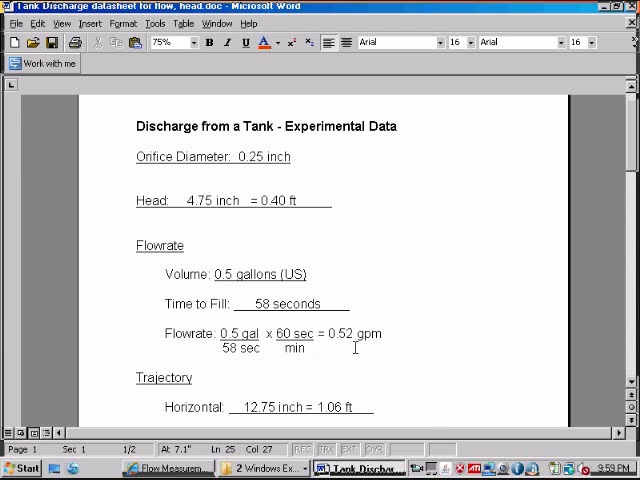 Tank Discharge datasheet for flow, head.doc - Microsoft Word
File Edit View Insert Format Tools Table Window Help
75% B I U A x² x₂ Arial 16 Arial 16
Work with me
Discharge from a Tank - Experimental Data
Orifice Diameter: 0.25 inch
Head: 4.75 inch = 0.40 ft
Flowrate
Volume: 0.5 gallons (US)
Time to Fill: 58 seconds
Flowrate: 0.5 gal x 60 sec = 0.52 gpm
58 sec min
Trajectory
Horizontal: 12.75 inch = 1.06 ft
Page 1 Sec 1 1/2 At 7.1" Ln 25 Col 27 REC TRK EXT OVR
Start Flow Measurem... 2 Windows Ex... Tank Dischar... ATI 9:59 PM